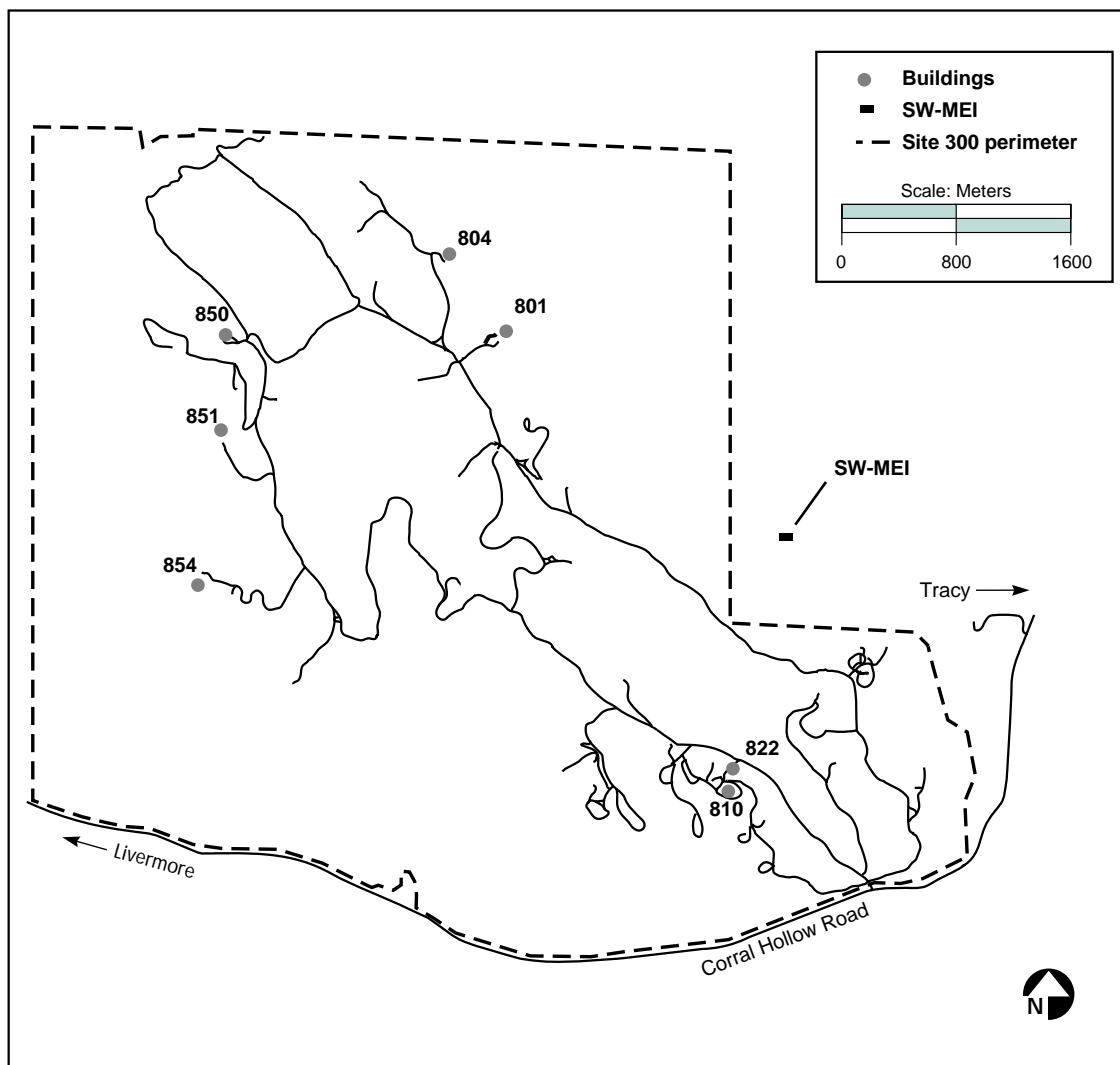 Buildings
SW-MEI
Site 300 perimeter
Scale: Meters
0 800 1600
804
801
850
851
SW-MEI
854
Tracy
822
810
Livermore
Corral Hollow Road
N